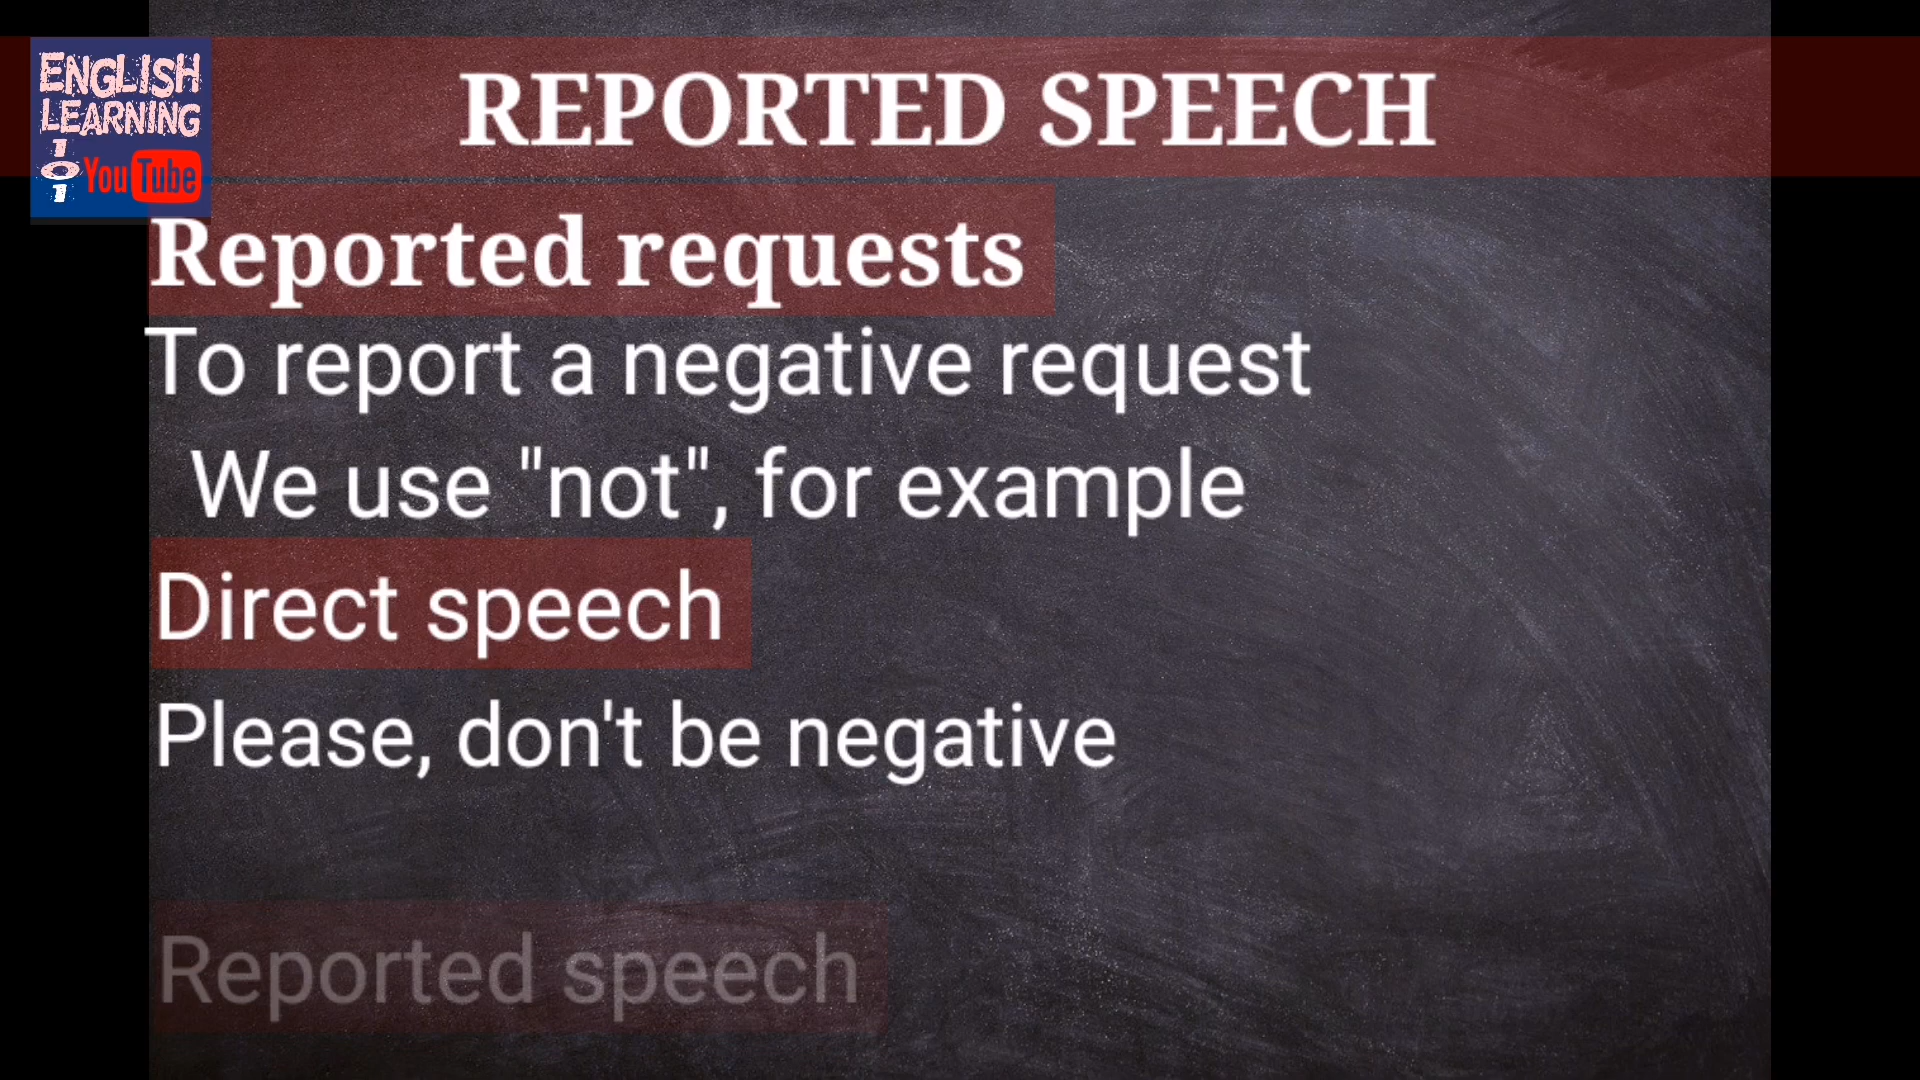 ENGLISH
LEARNING
101
YouTube
REPORTED SPEECH
Reported requests
To report a negative request
We use "not", for example
Direct speech
Please, don't be negative
Reported speech